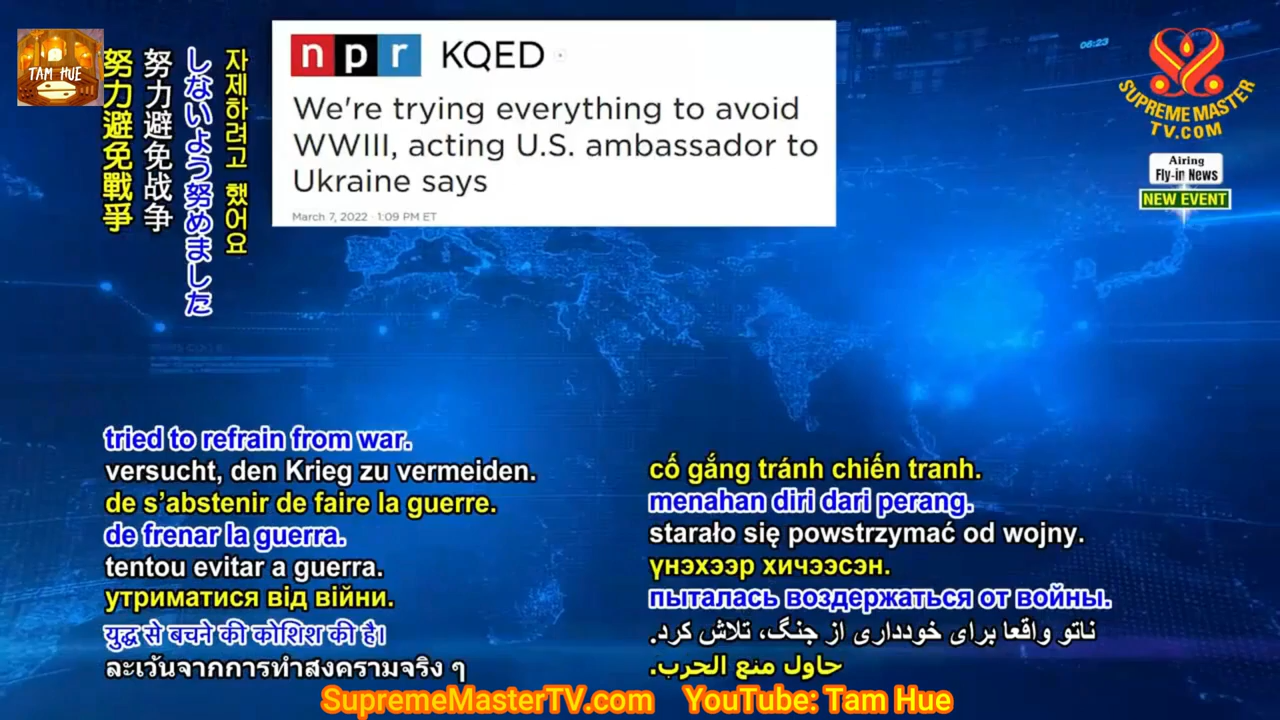 TAM HUE
努力避免戰爭
努力避免战争
しないよう努めました
자제하려고 했어요
npr KQED
We're trying everything to avoid
WWIII, acting U.S. ambassador to
Ukraine says
March 7, 2022 · 1:09 PM ET
06:23
SUPREME MASTER
TV.COM
Airing
Fly-in News
NEW EVENT
tried to refrain from war.
versucht, den Krieg zu vermeiden.
de s’abstenir de faire la guerre.
de frenar la guerra.
tentou evitar a guerra.
утриматися від війни.
युद्ध से बचने की कोशिश की है।
ละเว้นจากการทำสงครามจริง ๆ
cố gắng tránh chiến tranh.
menahan diri dari perang.
starało się powstrzymać od wojny.
үнэхээр хичээсэн.
пыталась воздержаться от войны.
ناتو واقعا برای خودداری از جنگ، تلاش کرد.
حاول منع الحرب.
SupremeMasterTV.com YouTube: Tam Hue